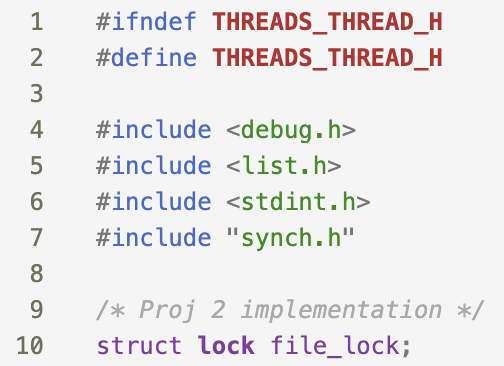 1 #ifndef THREADS_THREAD_H
2 #define THREADS_THREAD_H
3
4 #include <debug.h>
5 #include <list.h>
6 #include <stdint.h>
7 #include "synch.h"
8
9 /* Proj 2 implementation */
10 struct lock file_lock;